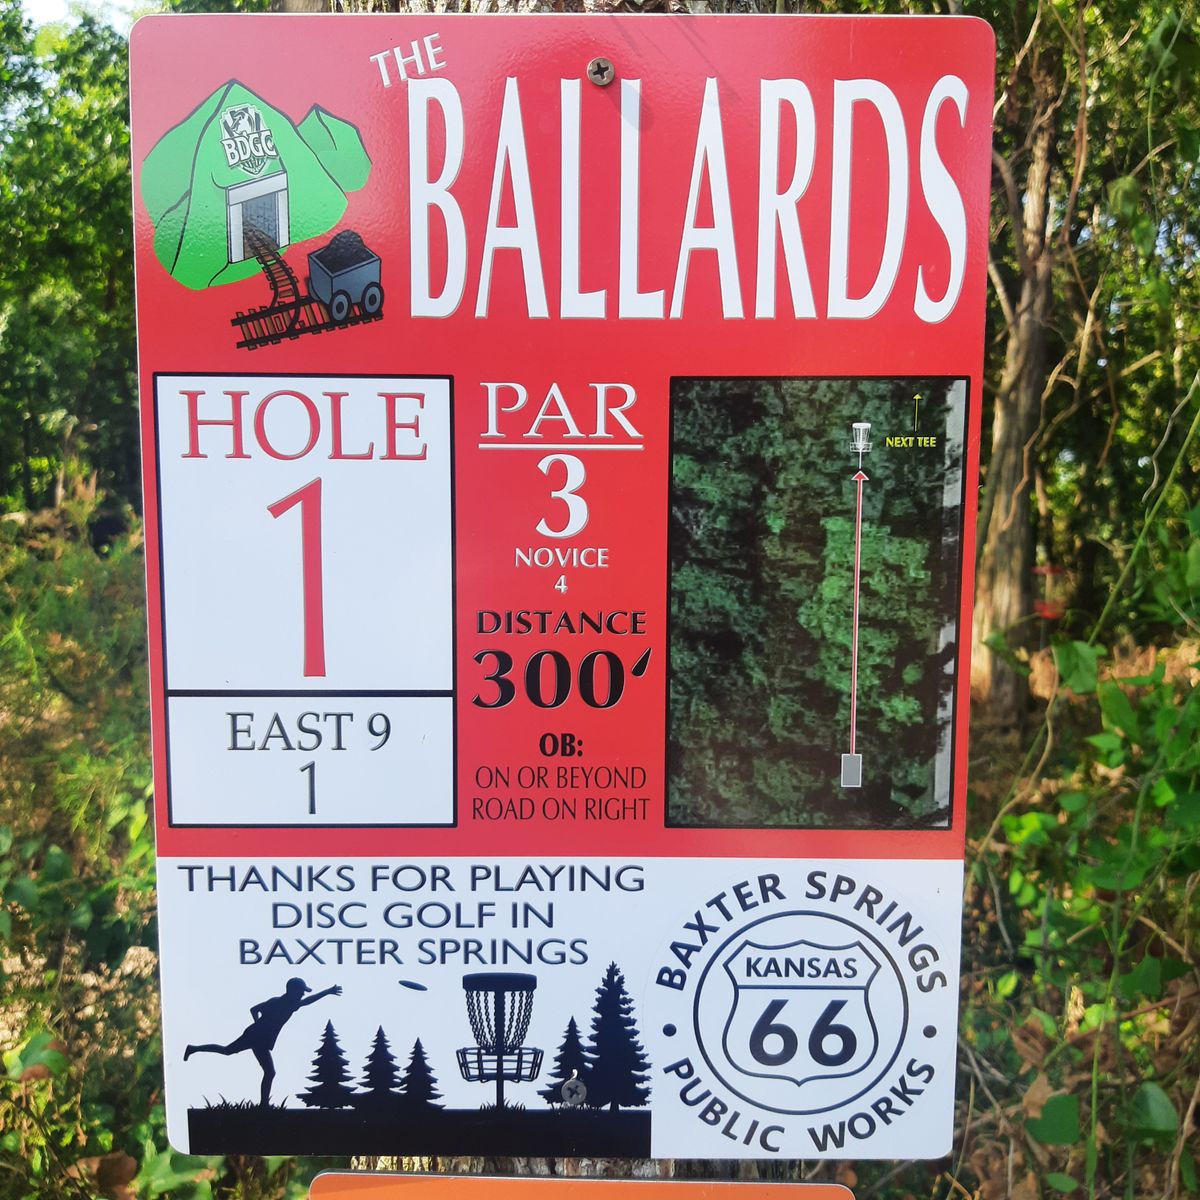 THE
BALLARDS
BDGC
HOLE
1
EAST 9
1
PAR
3
NOVICE
4
DISTANCE
300'
OB:
ON OR BEYOND
ROAD ON RIGHT
NEXT TEE
THANKS FOR PLAYING
DISC GOLF IN
BAXTER SPRINGS
BAXTER SPRINGS
KANSAS
66
• PUBLIC WORKS •